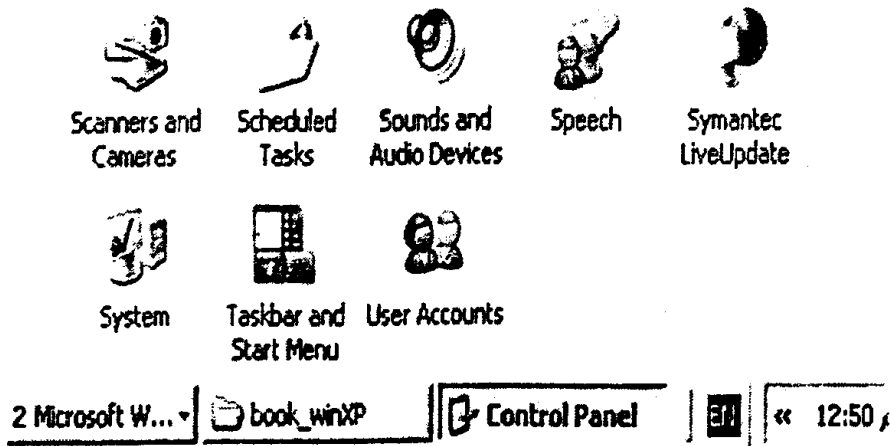 Scanners and Cameras
Scheduled Tasks
Sounds and Audio Devices
Speech
Symantec LiveUpdate
System
Taskbar and Start Menu
User Accounts
2 Microsoft W...
book_winXP
Control Panel
EN
« 12:50